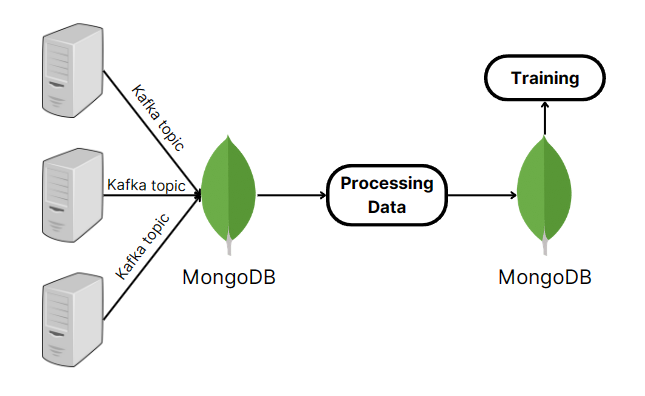 Kafka topic
Kafka topic
Kafka topic
MongoDB
Processing
Data
Training
MongoDB